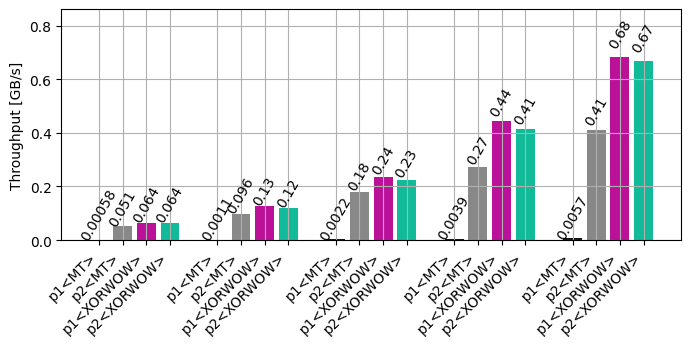 Throughput [GB/s]
0.8
0.6
0.4
0.2
0.0
0.00058
0.051
0.064
0.064
0.0011
0.096
0.13
0.12
0.0022
0.18
0.24
0.23
0.0039
0.27
0.44
0.41
0.0057
0.41
0.68
0.67
p1<MT>
p2<MT>
p1<XORWOW>
p2<XORWOW>
p1<MT>
p2<MT>
p1<XORWOW>
p2<XORWOW>
p1<MT>
p2<MT>
p1<XORWOW>
p2<XORWOW>
p1<MT>
p2<MT>
p1<XORWOW>
p2<XORWOW>
p1<MT>
p2<MT>
p1<XORWOW>
p2<XORWOW>